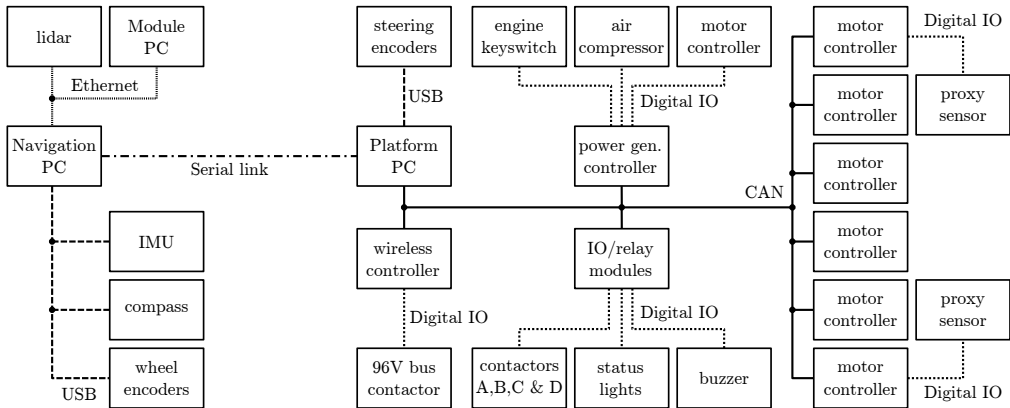 lidar
Module
PC
Ethernet
Navigation
PC
Serial link
IMU
compass
wheel
encoders
USB
steering
encoders
USB
Platform
PC
wireless
controller
Digital IO
96V bus
contactor
engine
keyswitch
air
compressor
motor
controller
Digital IO
power gen.
controller
CAN
IO/relay
modules
Digital IO
contactors
A,B,C & D
status
lights
buzzer
motor
controller
Digital IO
motor
controller
proxy
sensor
motor
controller
motor
controller
motor
controller
proxy
sensor
motor
controller
Digital IO